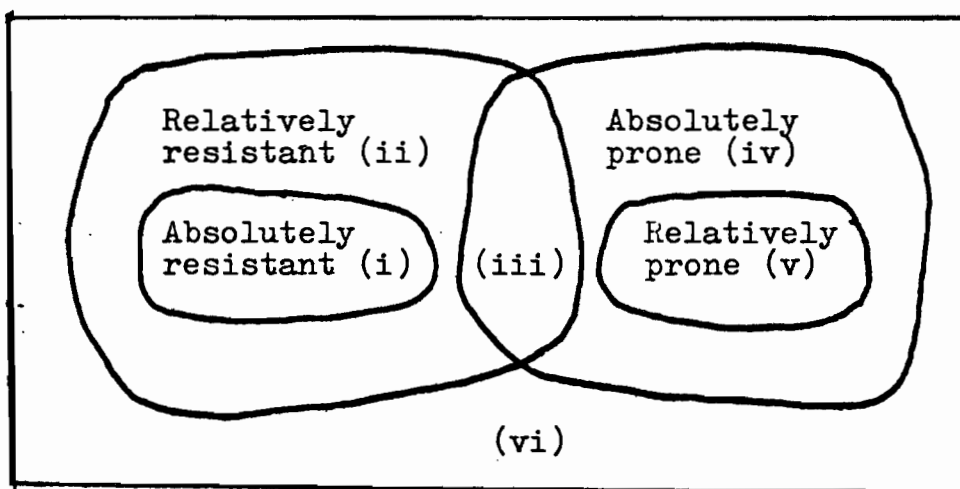 Relatively
resistant (ii)
Absolutely
prone (iv)
Absolutely
resistant (i)
(iii)
Relatively
prone (v)
(vi)